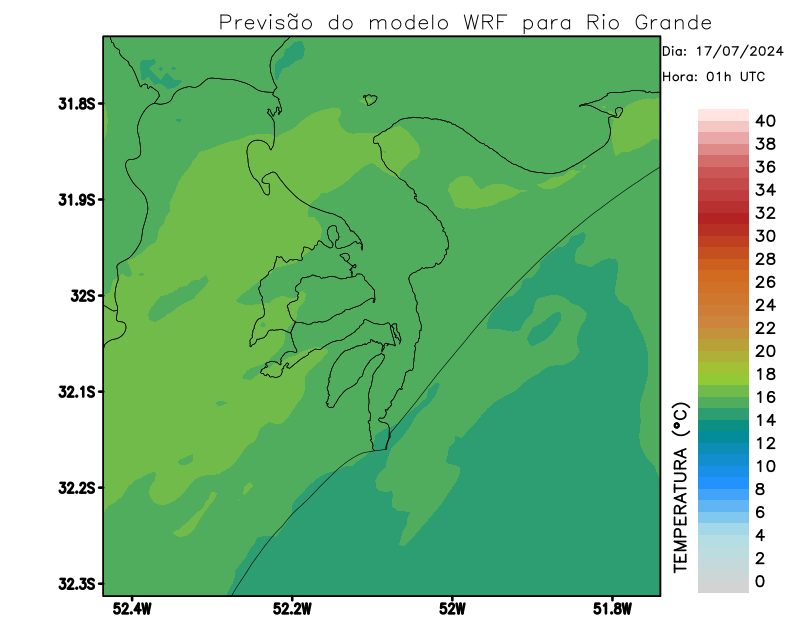 Previsão do modelo WRF para Rio Grande
Dia: 17/07/2024
Hora: 01h UTC
31.8S
31.9S
32S
32.1S
32.2S
32.3S
52.4W
52.2W
52W
51.8W
TEMPERATURA (°C)
40
38
36
34
32
30
28
26
24
22
20
18
16
14
12
10
8
6
4
2
0